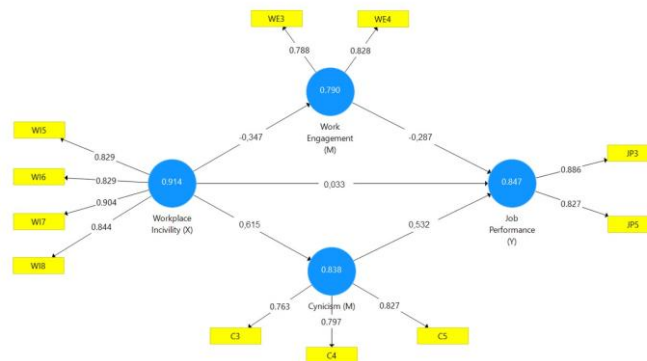 WE3
WE4
0.788
0.828
0.790
Work
Engagement
(M)
WI5
WI6
WI7
WI8
0.829
0.829
0.904
0.844
-0,347
-0,287
0.914
Workplace
Incivility (X)
0,033
0.847
Job
Performance
(Y)
0.886
0.827
JP3
JP5
0,615
0,532
0.838
Cynicism (M)
0.763
0.797
0.827
C3
C4
C5